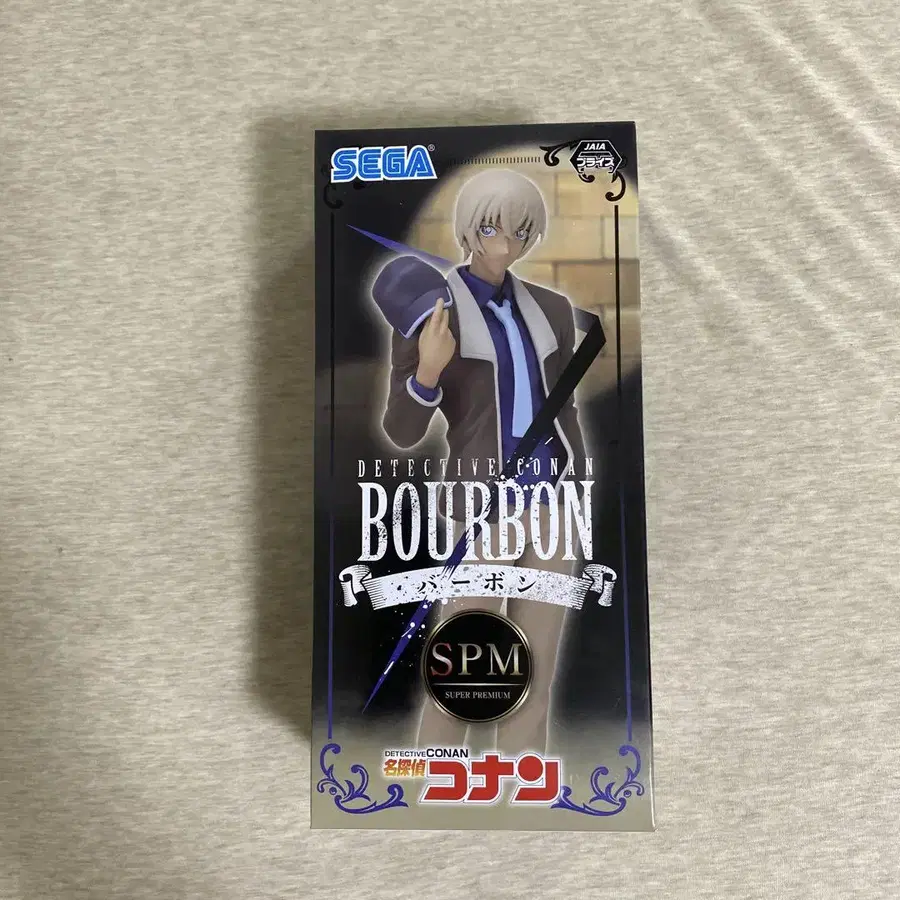 SEGA®
JAIA
プライズ
DETECTIVE CONAN
BOURBON
バーボン
SPM
SUPER PREMIUM
DETECTIVE CONAN
名探偵コナン